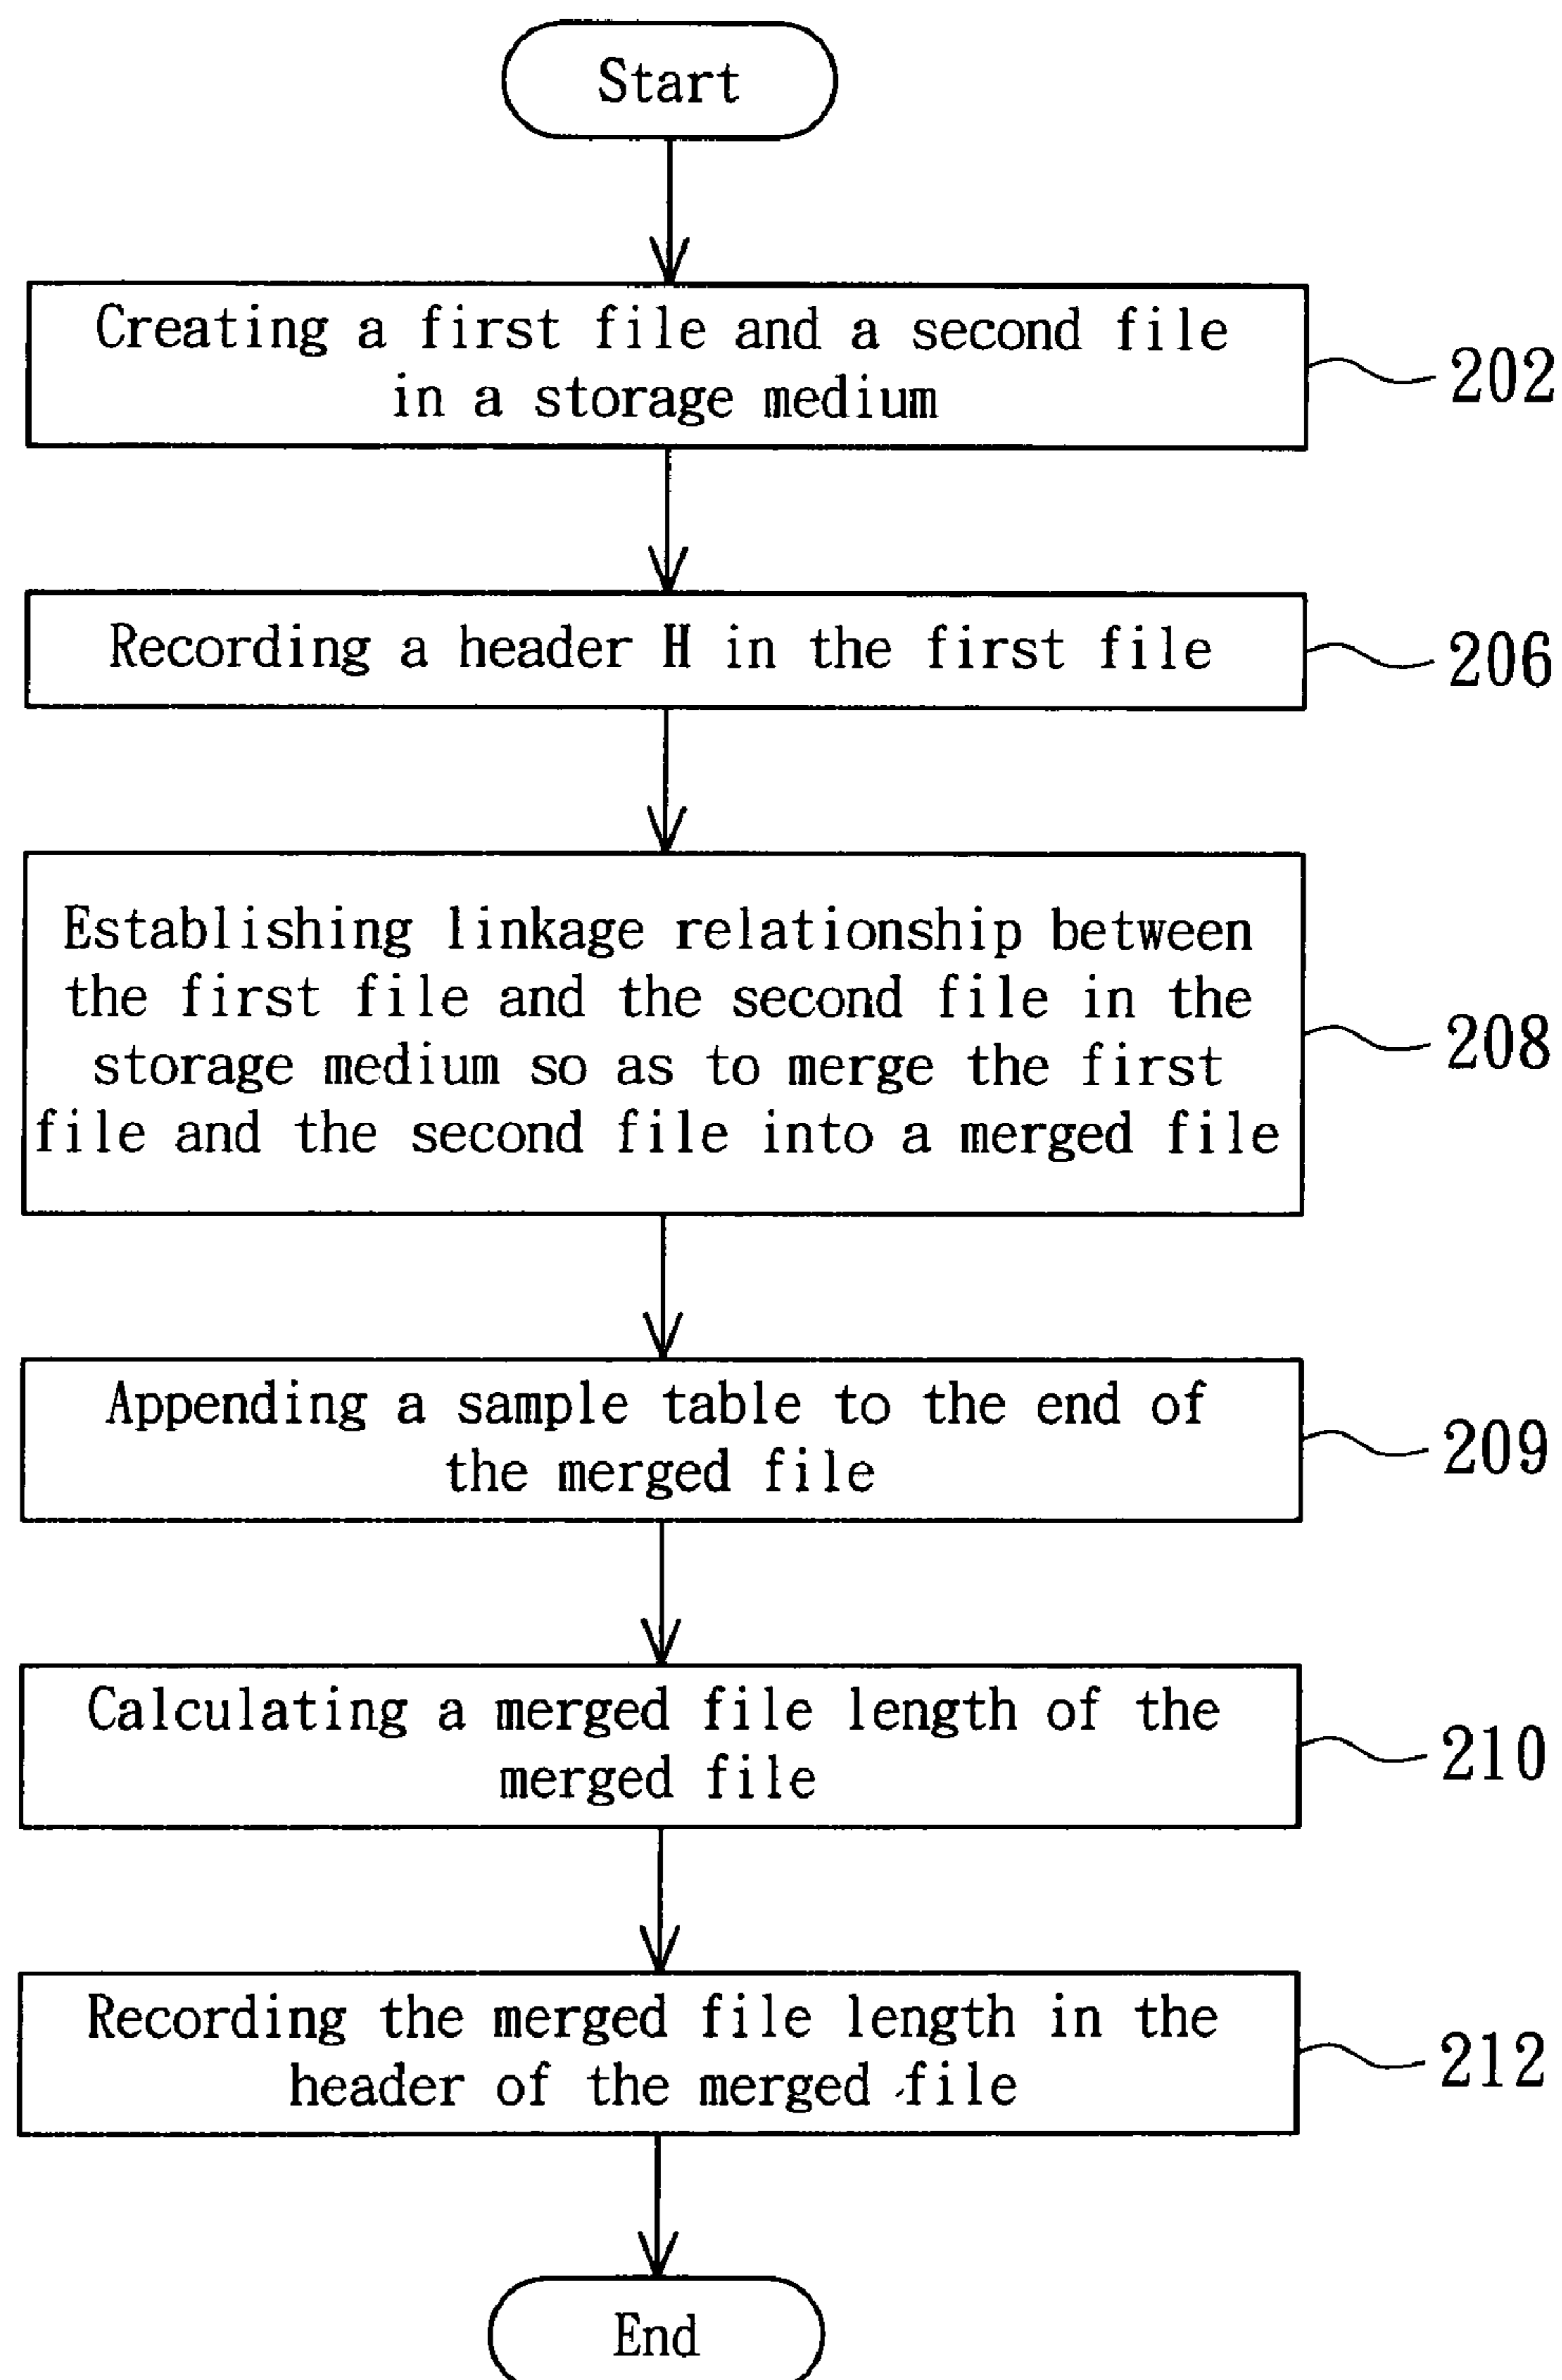 Start
Creating a first file and a second file
in a storage medium
202
Recording a header H in the first file
206
Establishing linkage relationship between
the first file and the second file in the
storage medium so as to merge the first
file and the second file into a merged file
208
Appending a sample table to the end of
the merged file
209
Calculating a merged file length of the
merged file
210
Recording the merged file length in the
header of the merged file
212
End